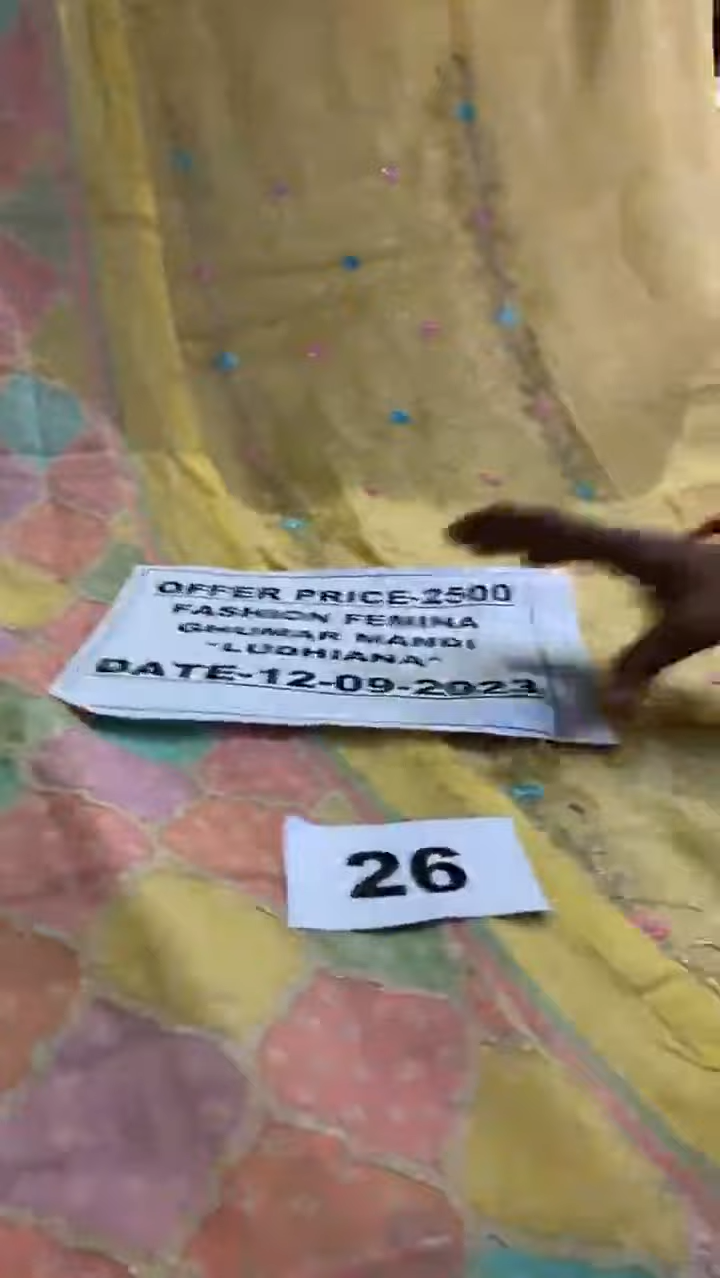 OFFER PRICE-2500
FASHION FEMINA
GHUMAR MANDI
"LUDHIANA"
DATE-12-09-2023
26